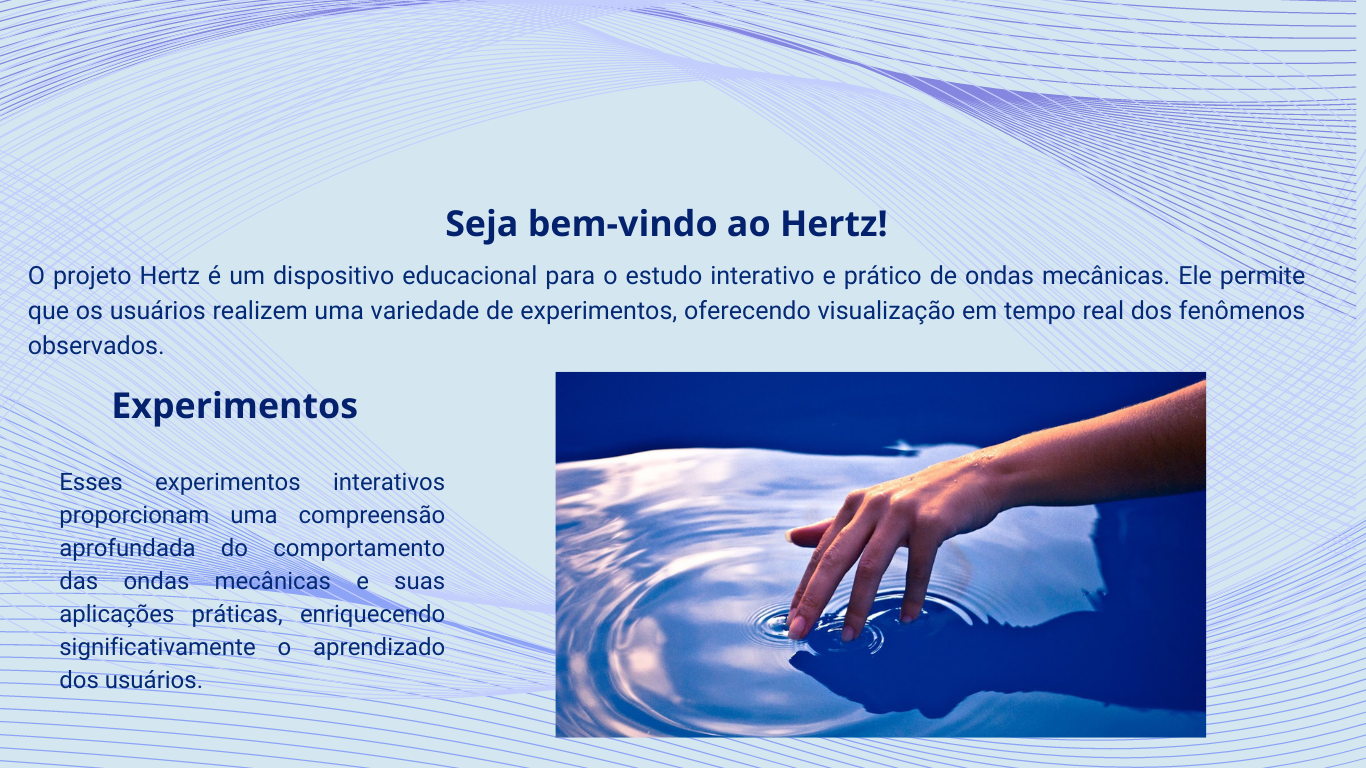 Seja bem-vindo ao Hertz!
O projeto Hertz é um dispositivo educacional para o estudo interativo e prático de ondas mecânicas. Ele permite
que os usuários realizem uma variedade de experimentos, oferecendo visualização em tempo real dos fenômenos
observados.
Experimentos
Esses experimentos interativos
proporcionam uma compreensão
aprofundada do comportamento
das ondas mecânicas e suas
aplicações práticas, enriquecendo
significativamente o aprendizado
dos usuários.